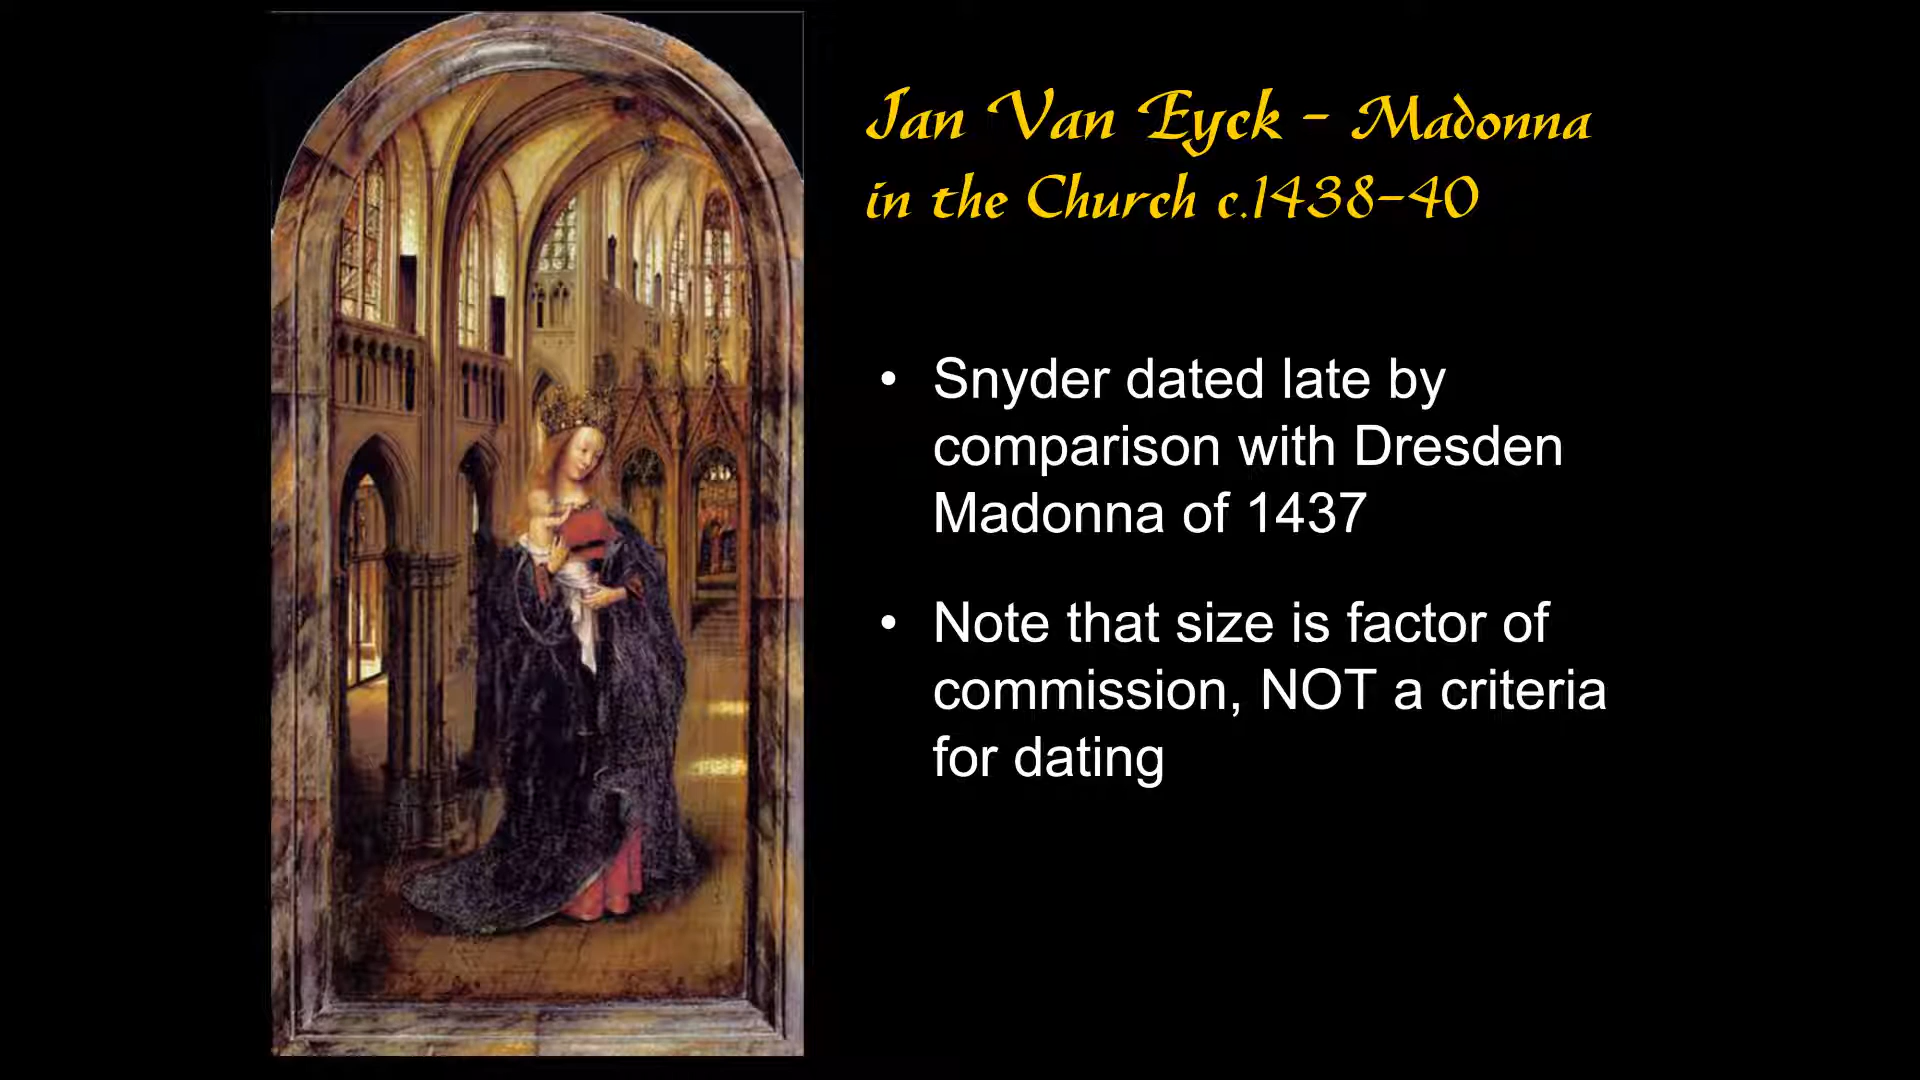 Jan Van Eyck - Madonna
in the Church c.1438-40
• Snyder dated late by
comparison with Dresden
Madonna of 1437
• Note that size is factor of
commission, NOT a criteria
for dating